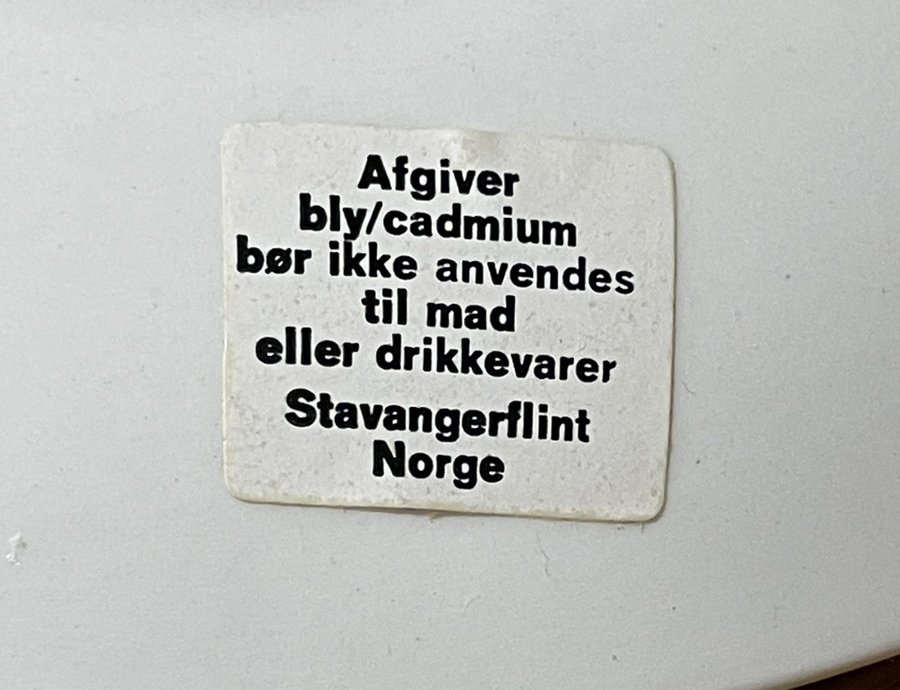 Afgiver
bly/cadmium
bør ikke anvendes
til mad
eller drikkevarer
Stavangerflint
Norge